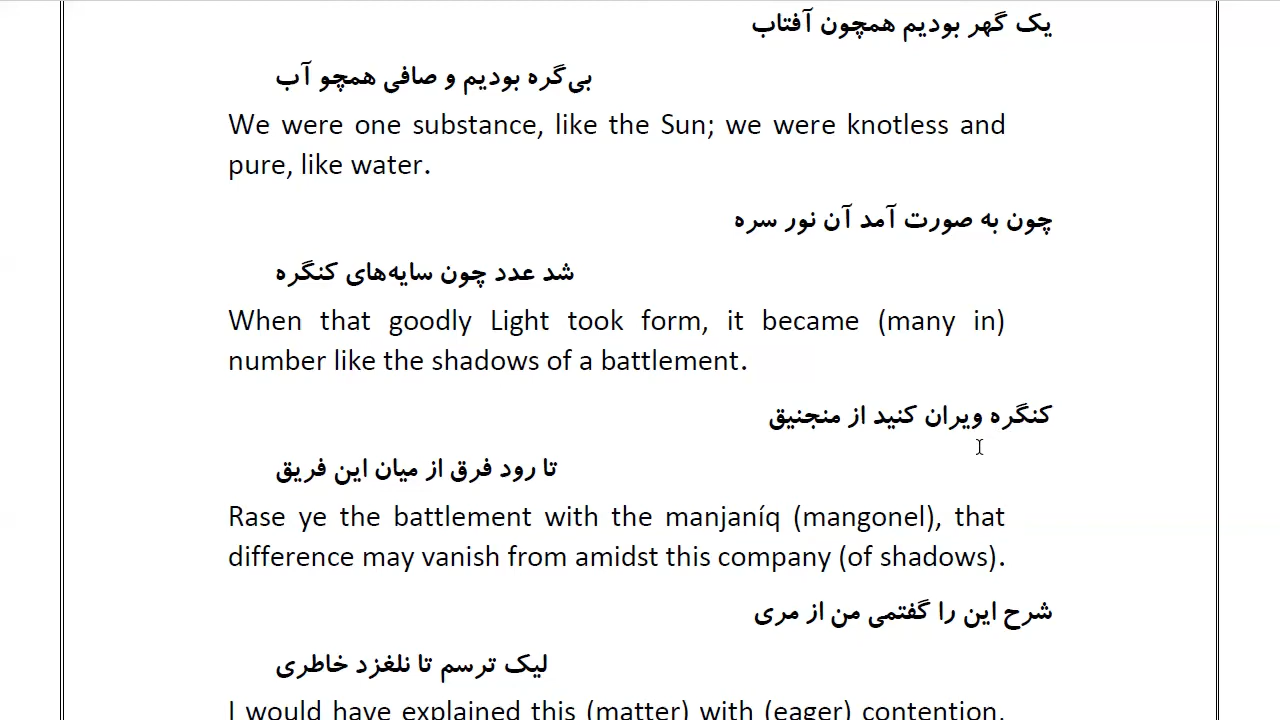 یک گهر بودیم همچون آفتاب
بی‌گره بودیم و صافی همچو آب
We were one substance, like the Sun; we were knotless and
pure, like water.
چون به صورت آمد آن نور سره
شد عدد چون سایه‌های کنگره
When that goodly Light took form, it became (many in)
number like the shadows of a battlement.
کنگره ویران کنید از منجنیق
تا رود فرق از میان این فریق
Rase ye the battlement with the manjaníq (mangonel), that
difference may vanish from amidst this company (of shadows).
شرح این را گفتمی من از مری
لیک ترسم تا نلغزد خاطری
I would have explained this (matter) with (eager) contention,